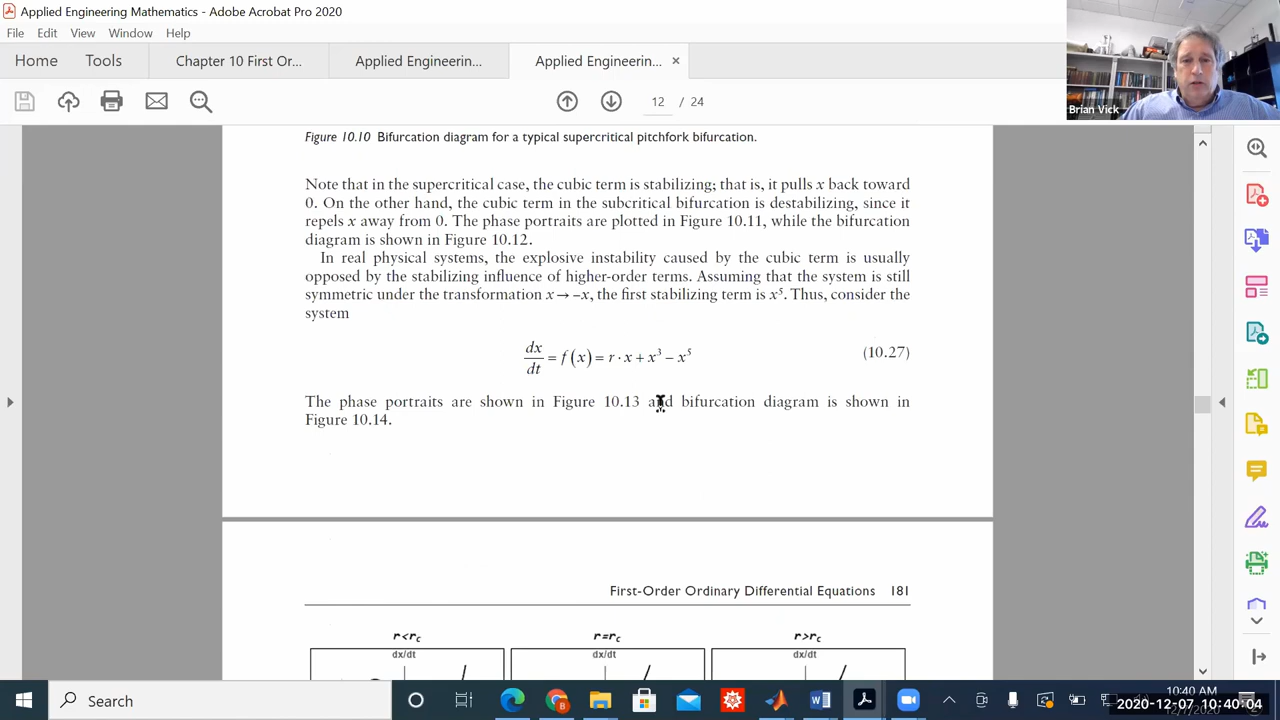 Applied Engineering Mathematics - Adobe Acrobat Pro 2020
File Edit View Window Help
Home Tools Chapter 10 First Or... Applied Engineerin... Applied Engineerin... ×
12 / 24
Brian Vick
Figure 10.10 Bifurcation diagram for a typical supercritical pitchfork bifurcation.
Note that in the supercritical case, the cubic term is stabilizing; that is, it pulls x back toward
0. On the other hand, the cubic term in the subcritical bifurcation is destabilizing, since it
repels x away from 0. The phase portraits are plotted in Figure 10.11, while the bifurcation
diagram is shown in Figure 10.12.
In real physical systems, the explosive instability caused by the cubic term is usually
opposed by the stabilizing influence of higher-order terms. Assuming that the system is still
symmetric under the transformation x → –x, the first stabilizing term is x⁵. Thus, consider the
system
dx/dt = f(x) = r · x + x³ – x⁵ (10.27)
The phase portraits are shown in Figure 10.13 and bifurcation diagram is shown in
Figure 10.14.
First-Order Ordinary Differential Equations 181
r<r_c r=r_c r>r_c
dx/dt dx/dt dx/dt
Search
10:40 AM
2020-12-07 10:40:04